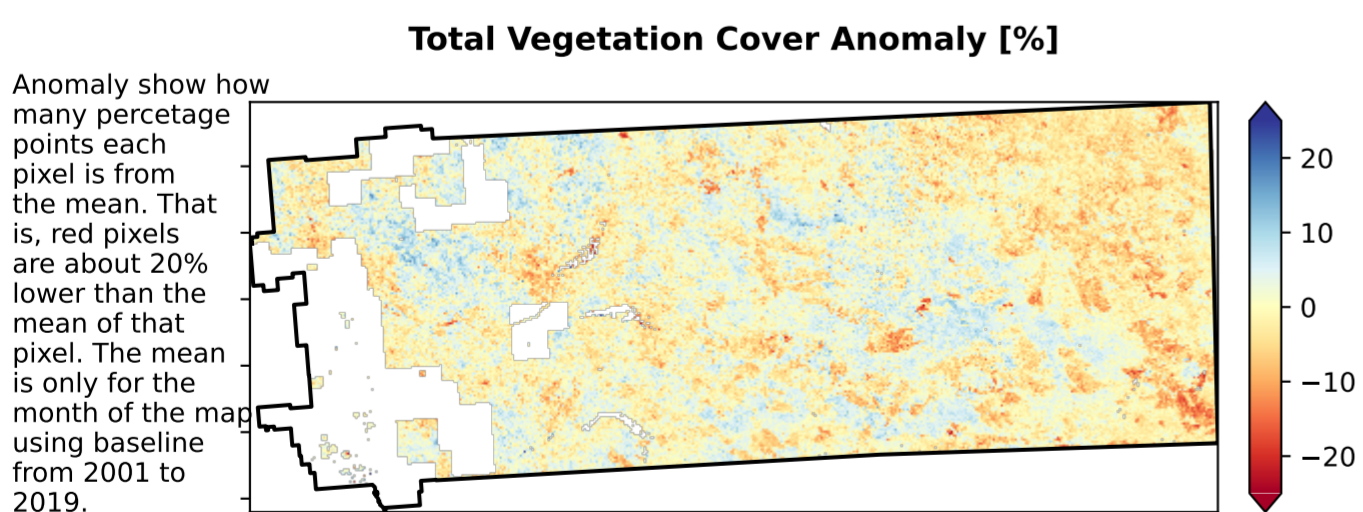 Total Vegetation Cover Anomaly [%]
Anomaly show how
many percetage
points each
pixel is from
the mean. That
is, red pixels
are about 20%
lower than the
mean of that
pixel. The mean
is only for the
month of the map
using baseline
from 2001 to
2019.
20
10
0
−10
−20